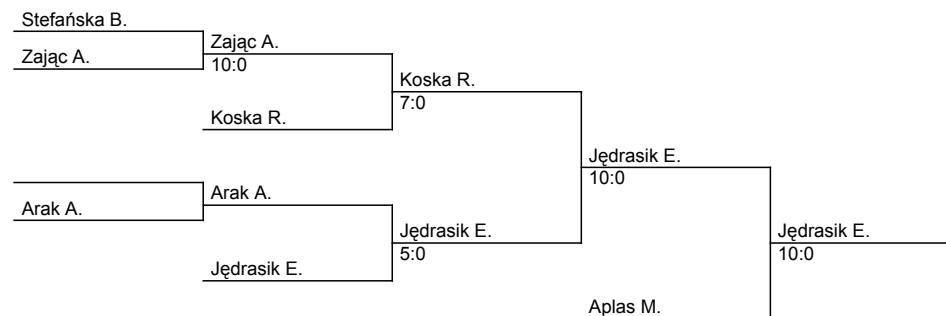 Stefańska B.
Zając A.
Zając A.
10:0
Koska R.
Koska R.
7:0
Arak A.
Arak A.
Jędrasik E.
Jędrasik E.
5:0
Jędrasik E.
10:0
Aplas M.
Jędrasik E.
10:0